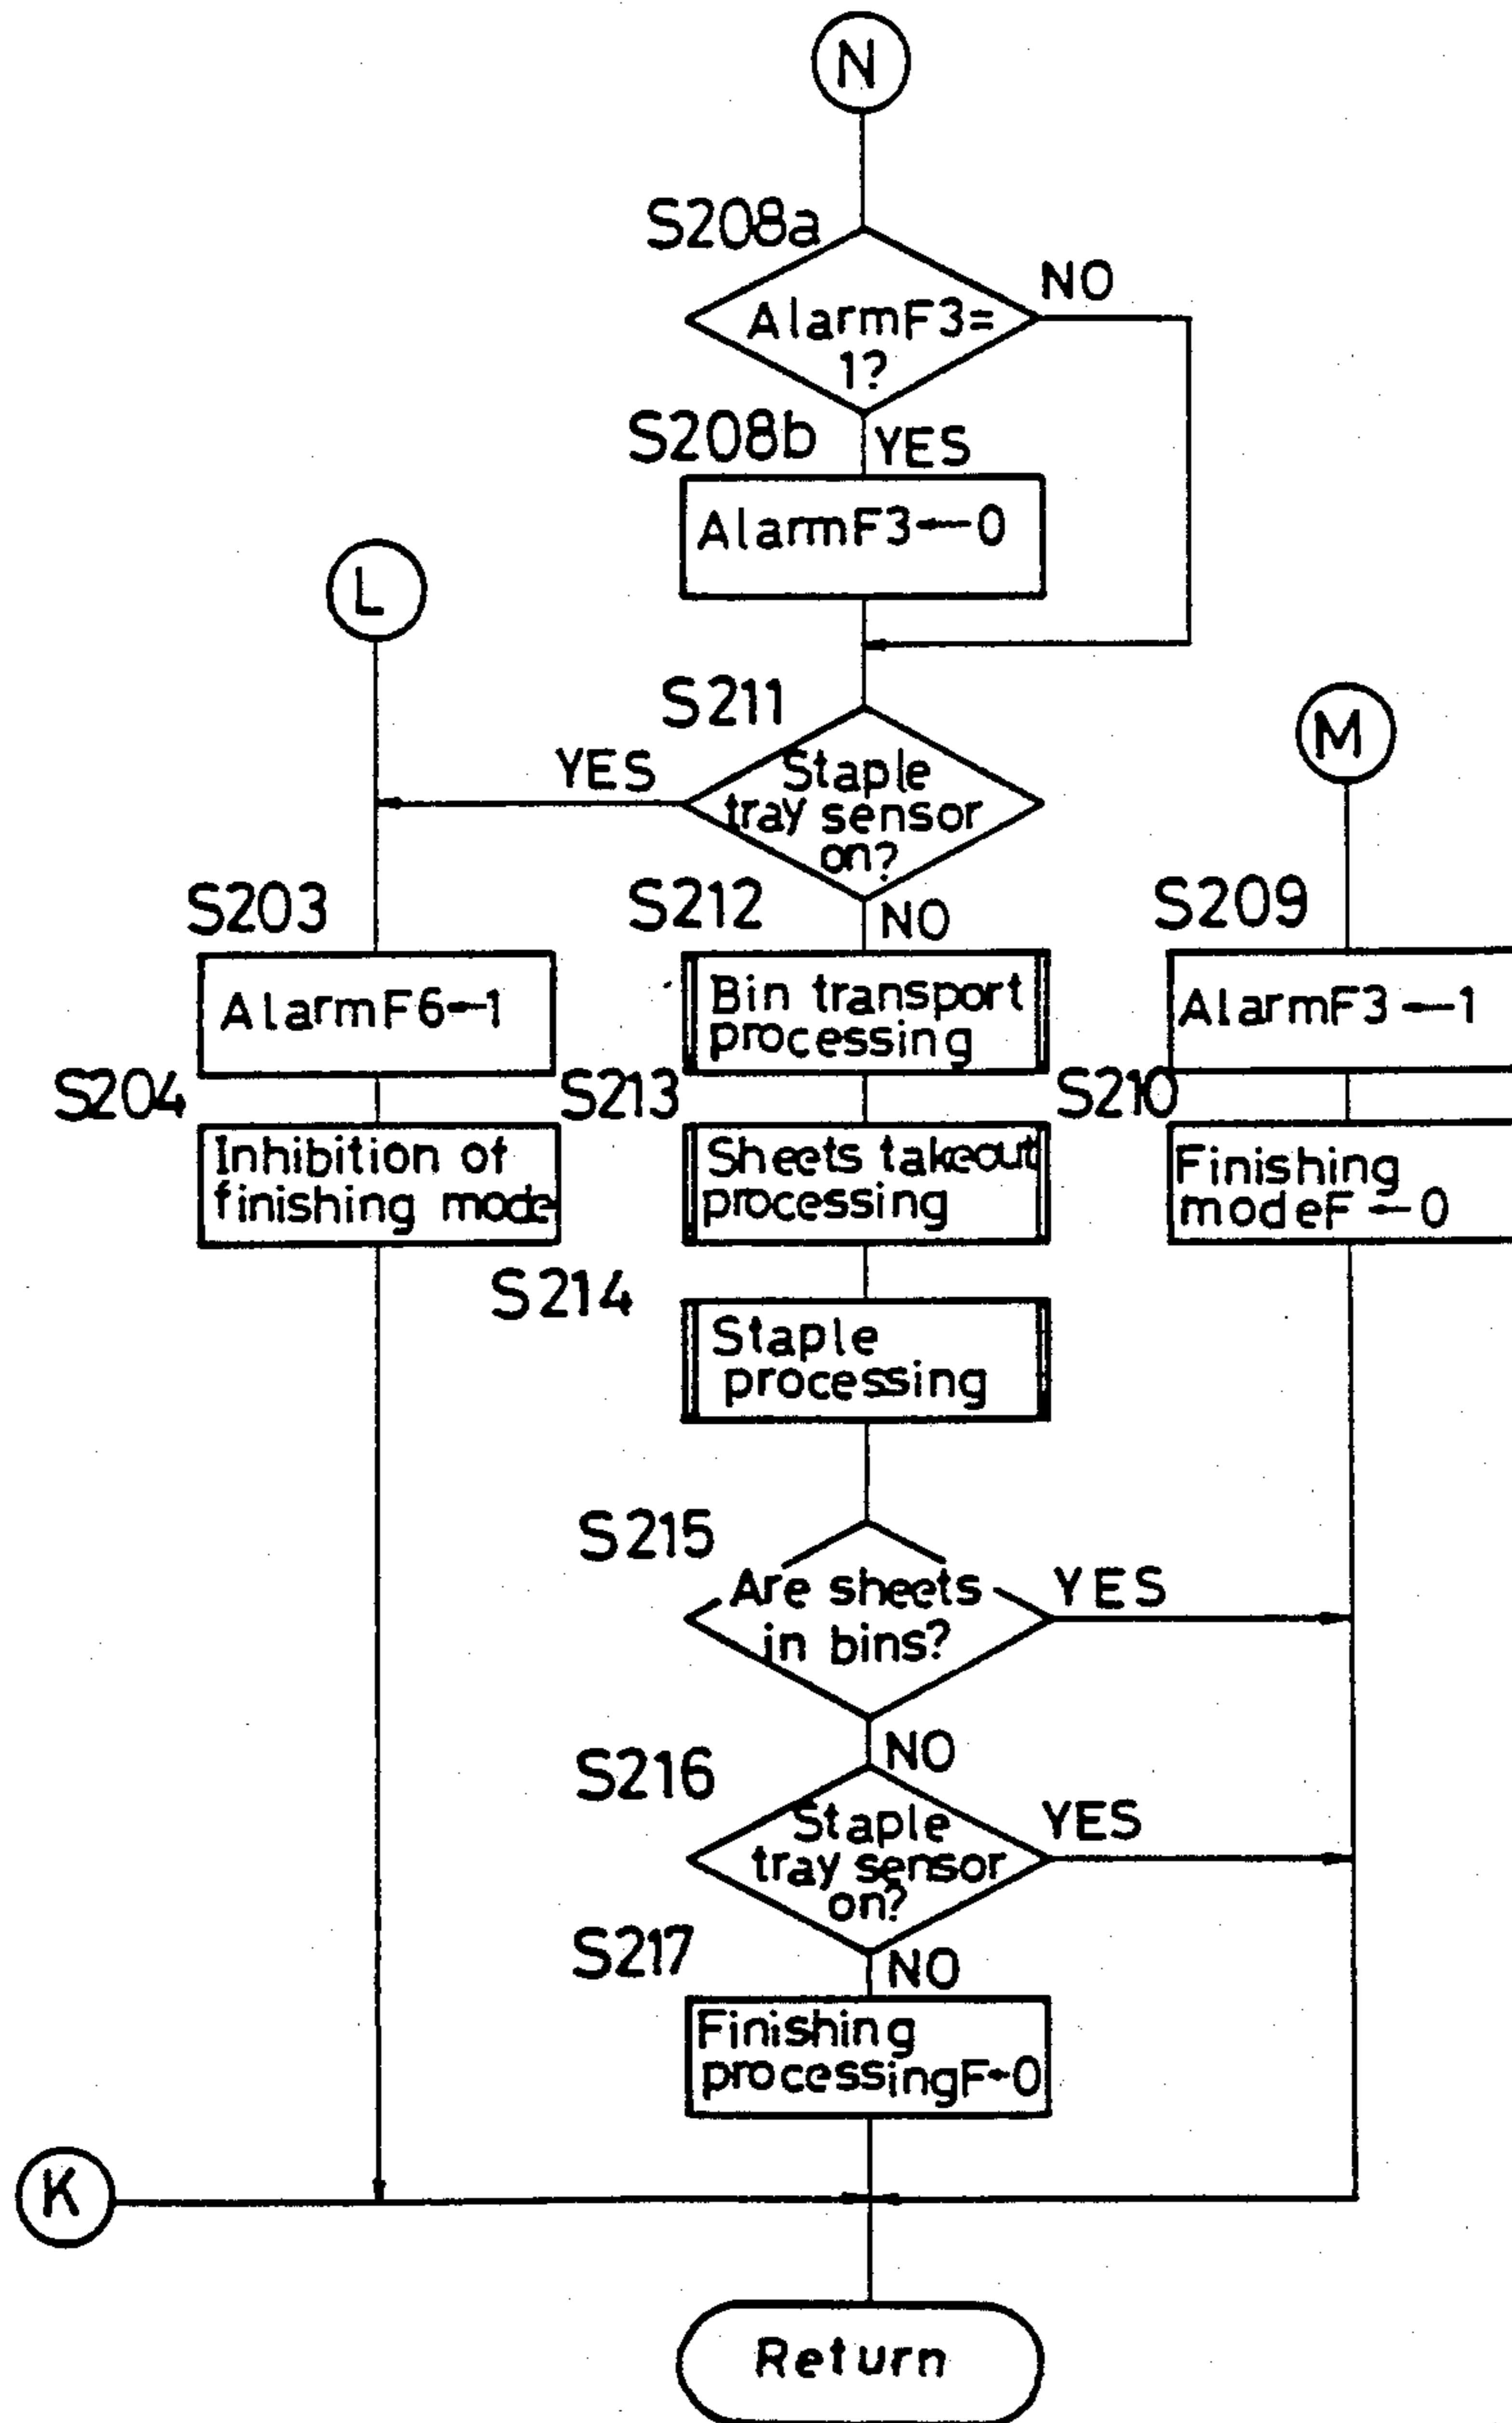 N
S208a
NO
AlarmF3=
1?
S208b
YES
AlarmF3←0
L
S211
M
YES
Staple
tray sensor
on?
S203
S212
NO
S209
AlarmF6←1
Bin transport
processing
AlarmF3←1
S204
S213
S210
Inhibition of
finishing mode
Sheets takeout
processing
Finishing
modeF←0
S214
Staple
processing
S215
Are sheets
in bins?
YES
NO
S216
Staple
tray sensor
on?
YES
S217
NO
Finishing
processingF←0
K
Return